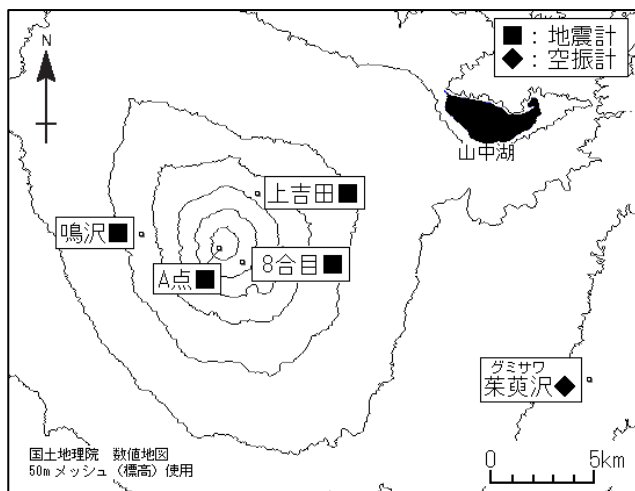 N
■：地震計
◆：空振計
山中湖
上吉田■
鳴沢■
8合目■
A点■
グミサワ
茱萸沢◆
国土地理院　数値地図
50mメッシュ（標高）使用
0 5km